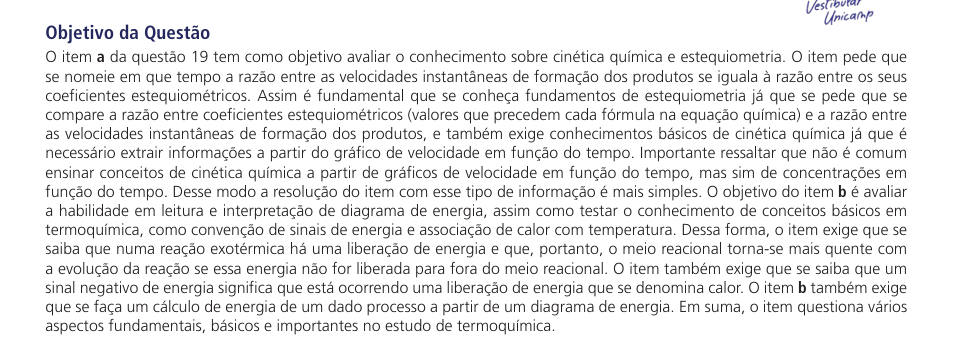 Vestibular
Unicamp
Objetivo da Questão
O item a da questão 19 tem como objetivo avaliar o conhecimento sobre cinética química e estequiometria. O item pede que
se nomeie em que tempo a razão entre as velocidades instantâneas de formação dos produtos se iguala à razão entre os seus
coeficientes estequiométricos. Assim é fundamental que se conheça fundamentos de estequiometria já que se pede que se
compare a razão entre coeficientes estequiométricos (valores que precedem cada fórmula na equação química) e a razão entre
as velocidades instantâneas de formação dos produtos, e também exige conhecimentos básicos de cinética química já que é
necessário extrair informações a partir do gráfico de velocidade em função do tempo. Importante ressaltar que não é comum
ensinar conceitos de cinética química a partir de gráficos de velocidade em função do tempo, mas sim de concentrações em
função do tempo. Desse modo a resolução do item com esse tipo de informação é mais simples. O objetivo do item b é avaliar
a habilidade em leitura e interpretação de diagrama de energia, assim como testar o conhecimento de conceitos básicos em
termoquímica, como convenção de sinais de energia e associação de calor com temperatura. Dessa forma, o item exige que se
saiba que numa reação exotérmica há uma liberação de energia e que, portanto, o meio reacional torna-se mais quente com
a evolução da reação se essa energia não for liberada para fora do meio reacional. O item também exige que se saiba que um
sinal negativo de energia significa que está ocorrendo uma liberação de energia que se denomina calor. O item b também exige
que se faça um cálculo de energia de um dado processo a partir de um diagrama de energia. Em suma, o item questiona vários
aspectos fundamentais, básicos e importantes no estudo de termoquímica.